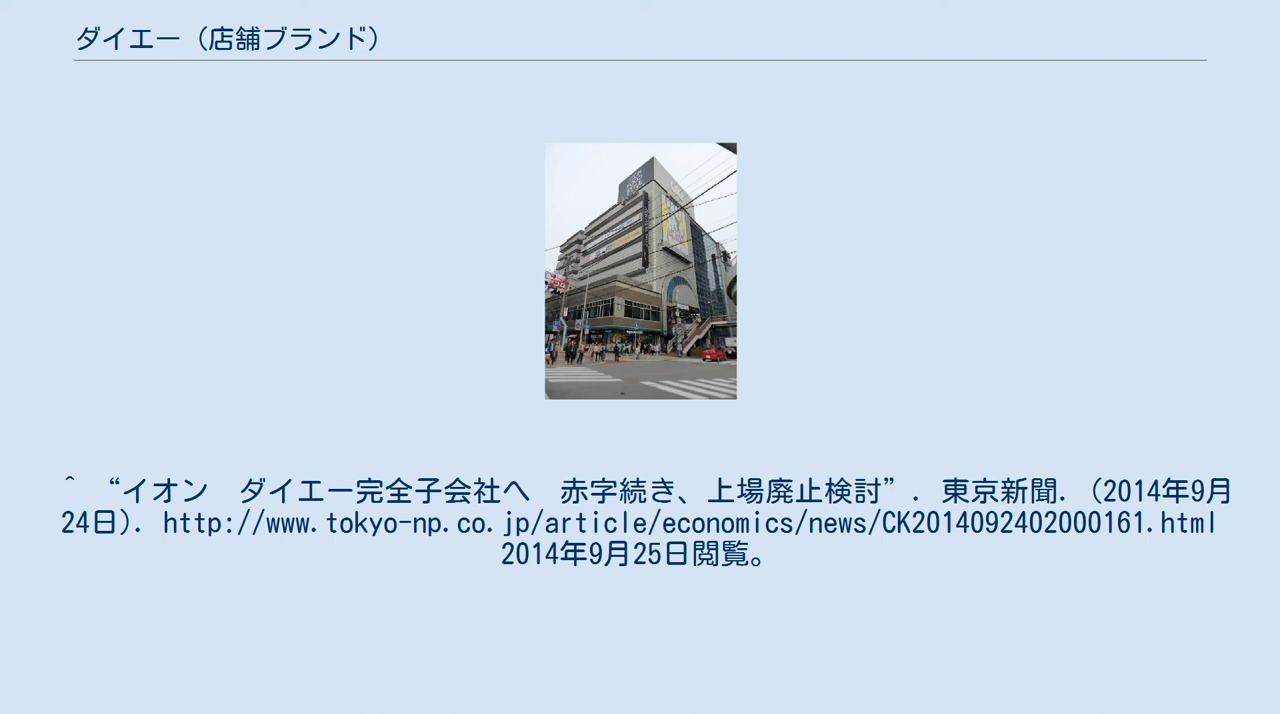 ダイエー（店舗ブランド）
^ “イオン　ダイエー完全子会社へ　赤字続き、上場廃止検討”. 東京新聞. (2014年9月
24日). http://www.tokyo-np.co.jp/article/economics/news/CK2014092402000161.html
2014年9月25日閲覧。